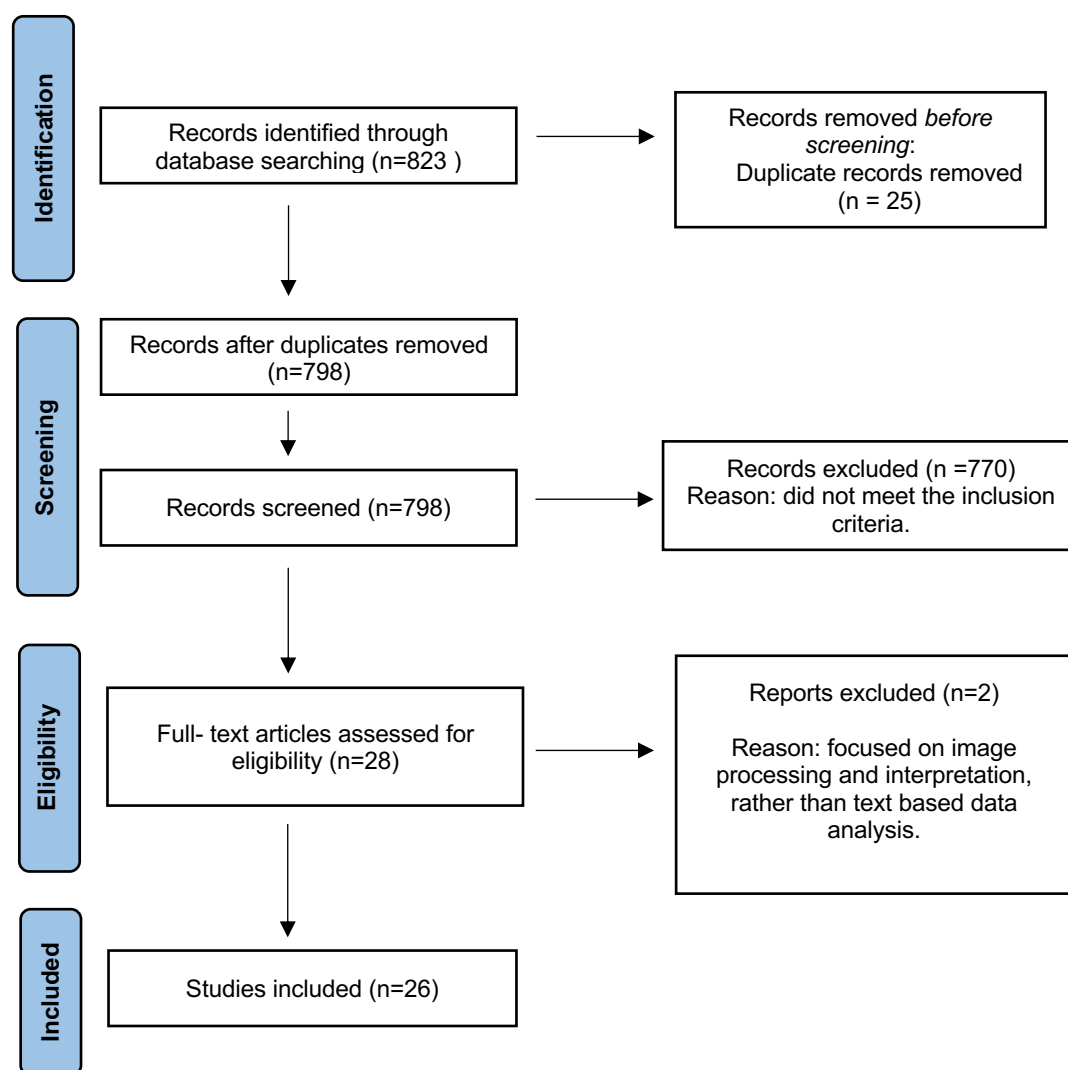 Identification
Records identified through
database searching (n=823 )
Records removed before
screening:
Duplicate records removed
(n = 25)
Screening
Records after duplicates removed
(n=798)
Records screened (n=798)
Records excluded (n =770)
Reason: did not meet the inclusion
criteria.
Eligibility
Full- text articles assessed for
eligibility (n=28)
Reports excluded (n=2)
Reason: focused on image
processing and interpretation,
rather than text based data
analysis.
Included
Studies included (n=26)